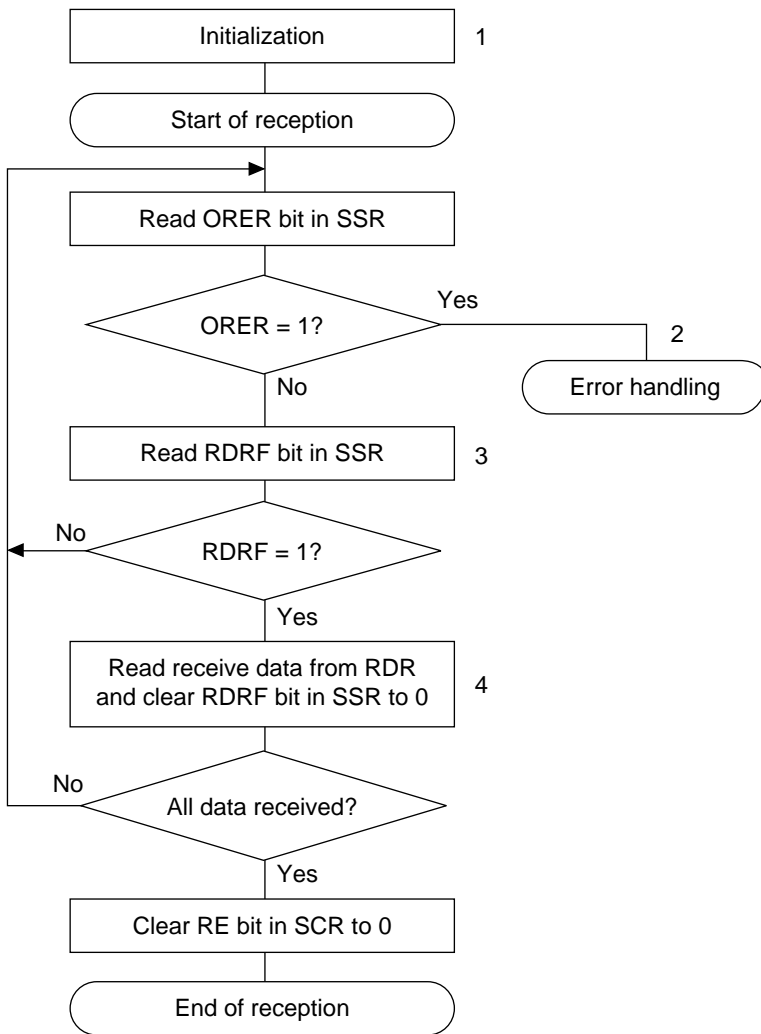 Initialization
1
Start of reception
Read ORER bit in SSR
ORER = 1?
Yes
2
Error handling
No
Read RDRF bit in SSR
3
No
RDRF = 1?
Yes
Read receive data from RDR
and clear RDRF bit in SSR to 0
4
No
All data received?
Yes
Clear RE bit in SCR to 0
End of reception